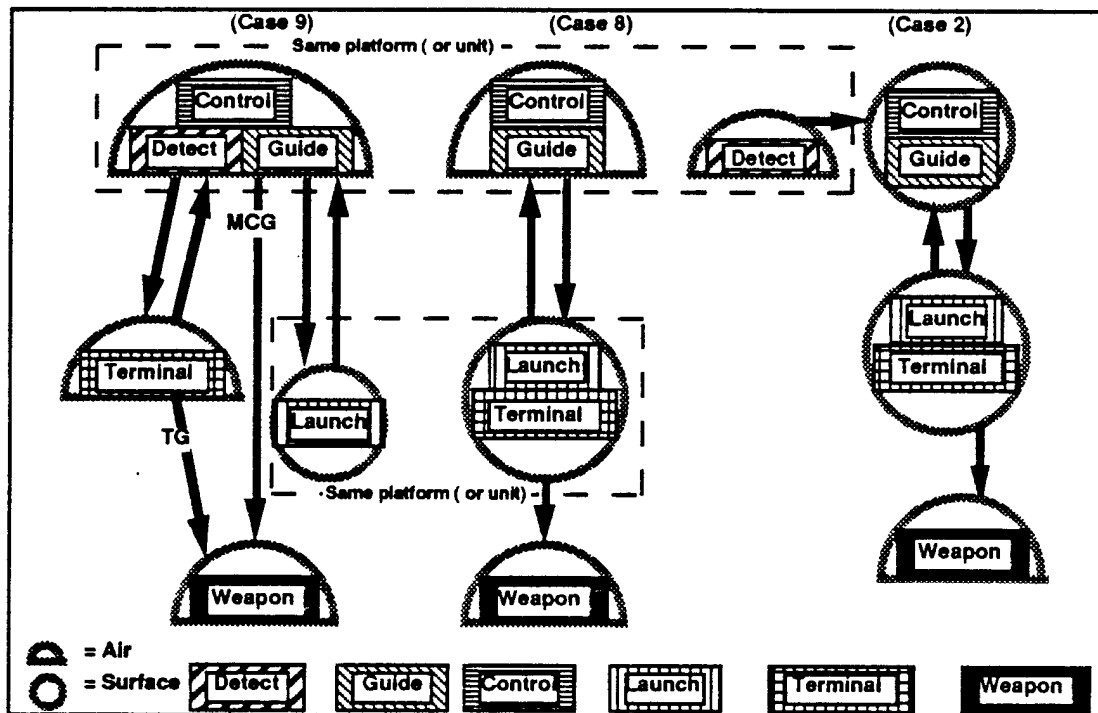 (Case 9) (Case 8) (Case 2)
Same platform ( or unit)
Control Control Control
Detect Guide Guide Detect Guide
MCG
Launch
Terminal Launch Terminal Terminal
TG
Same platform ( or unit)
Weapon Weapon Weapon
= Air
= Surface Detect Guide Control Launch Terminal Weapon